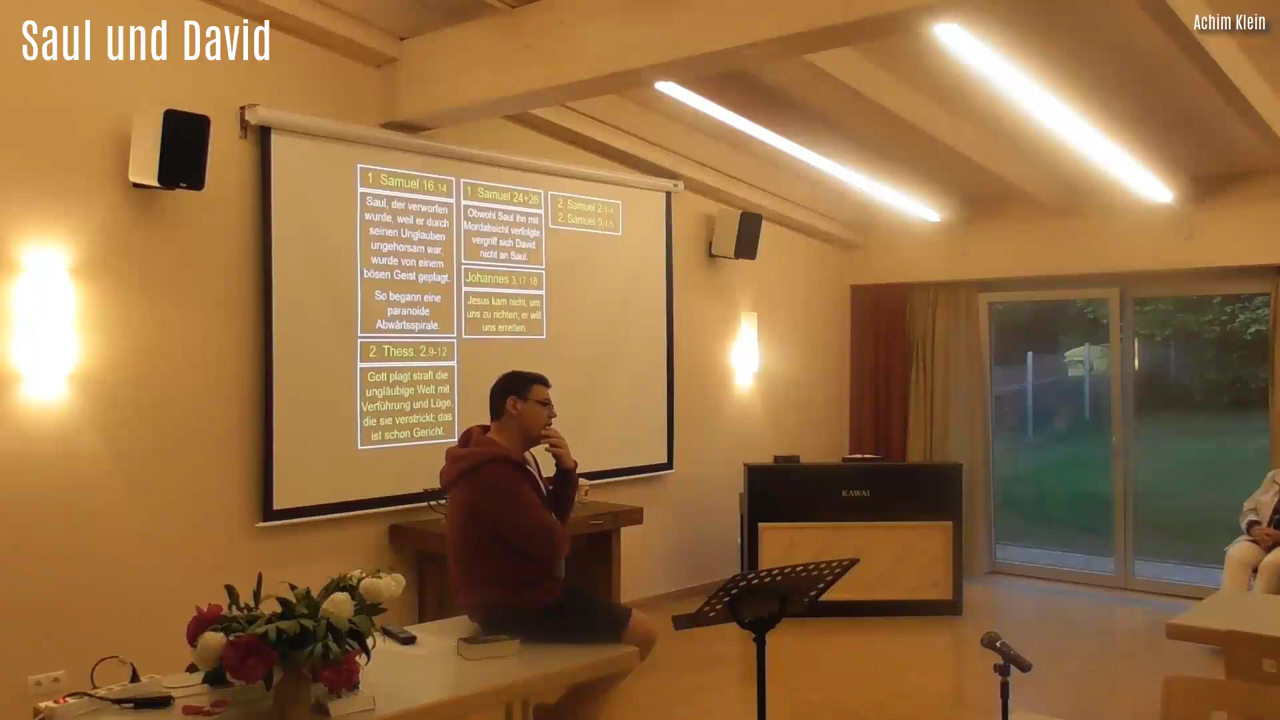 Saul und David
Achim Klein
1. Samuel 16,14
Saul, der verworfen
wurde, weil er durch
seinen Unglauben
ungehorsam war,
wurde von einem
bösen Geist geplagt.
So begann eine
paranoide
Abwärtsspirale.
2. Thess. 2,9-12
Gott plagt straft die
ungläubige Welt mit
Verführung und Lüge,
die sie verstrickt; das
ist schon Gericht.
1. Samuel 24+26
Obwohl Saul ihn mit
Mordabsicht verfolgte,
vergriff sich David
nicht an Saul.
Johannes 3,17-18
Jesus kam nicht, um
uns zu richten; er will
uns erretten.
2. Samuel 2,1-4
2. Samuel 5,1-5
KAWAI